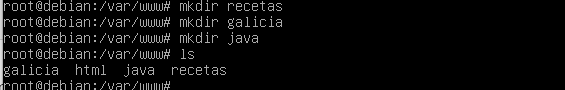 root@debian:/var/www# mkdir recetas
root@debian:/var/www# mkdir galicia
root@debian:/var/www# mkdir java
root@debian:/var/www# ls
galicia  html  java  recetas
root@debian:/var/www#